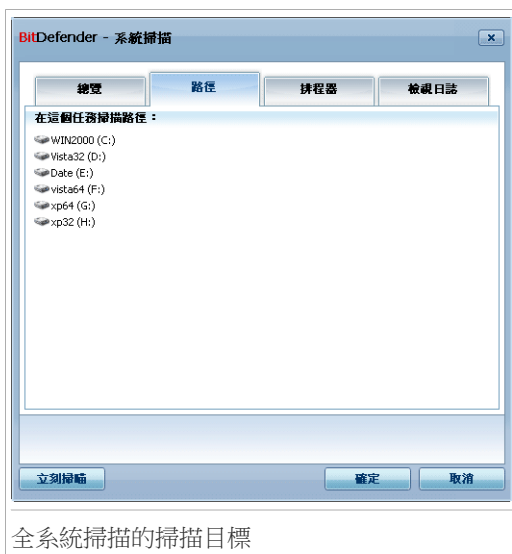 BitDefender - 系統掃描
總覽 路徑 排程器 檢視日誌
在這個任務掃描路徑：
WIN2000 (C:)
Vista32 (D:)
Date (E:)
vista64 (F:)
xp64 (G:)
xp32 (H:)
立刻掃瞄 確定 取消
全系統掃描的掃描目標